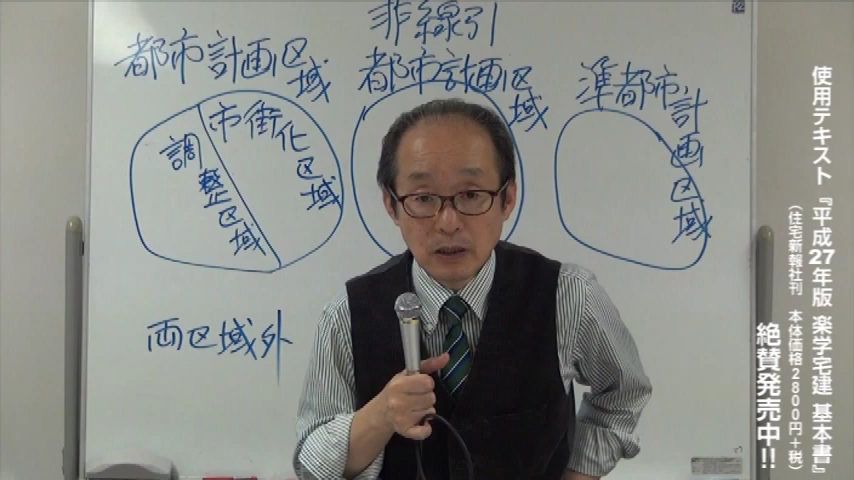 都市計画区域
市街化区域
調整区域
非線引
都市計画区域
準都市計画区域
両区域外
使用テキスト『平成27年版 楽学宅建 基本書』
(住宅新報社刊 本体価格2800円+税)
絶賛発売中!!